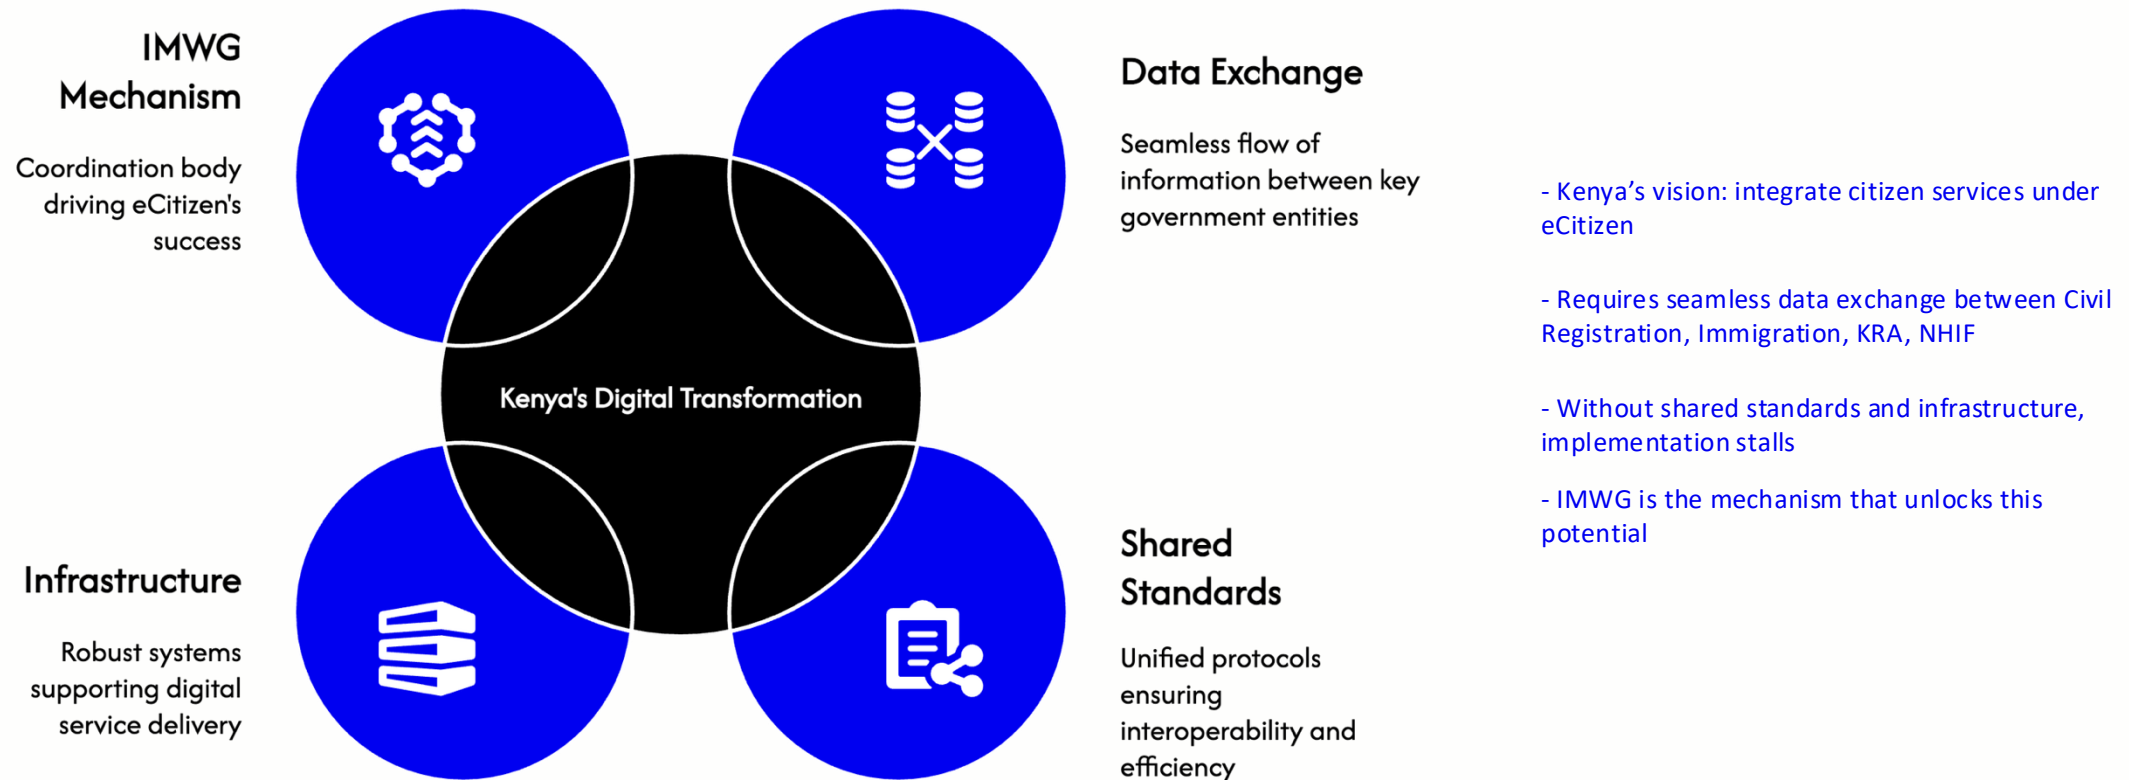 IMWG
Mechanism
Coordination body
driving eCitizen's
success
Data Exchange
Seamless flow of
information between key
government entities
Kenya's Digital Transformation
Infrastructure
Robust systems
supporting digital
service delivery
Shared
Standards
Unified protocols
ensuring
interoperability and
efficiency
- Kenya’s vision: integrate citizen services under
eCitizen
- Requires seamless data exchange between Civil
Registration, Immigration, KRA, NHIF
- Without shared standards and infrastructure,
implementation stalls
- IMWG is the mechanism that unlocks this
potential